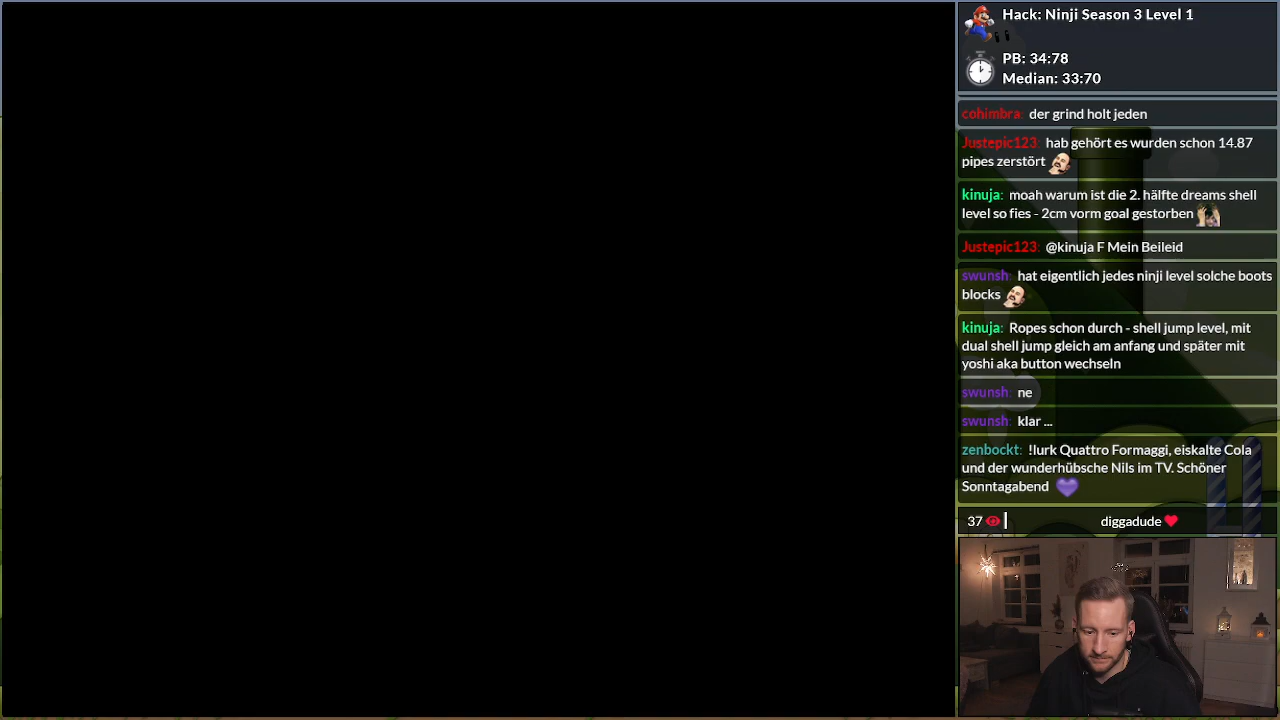 Hack: Ninji Season 3 Level 1
PB: 34:78
Median: 33:70
cohimbra: der grind holt jeden
Justepic123: hab gehört es wurden schon 14.87
pipes zerstört
kinuja: moah warum ist die 2. hälfte dreams shell
level so fies - 2cm vorm goal gestorben
Justepic123: @kinuja F Mein Beileid
swunsh: hat eigentlich jedes ninji level solche boots
blocks
kinuja: Ropes schon durch - shell jump level, mit
dual shell jump gleich am anfang und später mit
yoshi aka button wechseln
swunsh: ne
swunsh: klar ...
zenbockt: !lurk Quattro Formaggi, eiskalte Cola
und der wunderhübsche Nils im TV. Schöner
Sonntagabend
37 diggadude